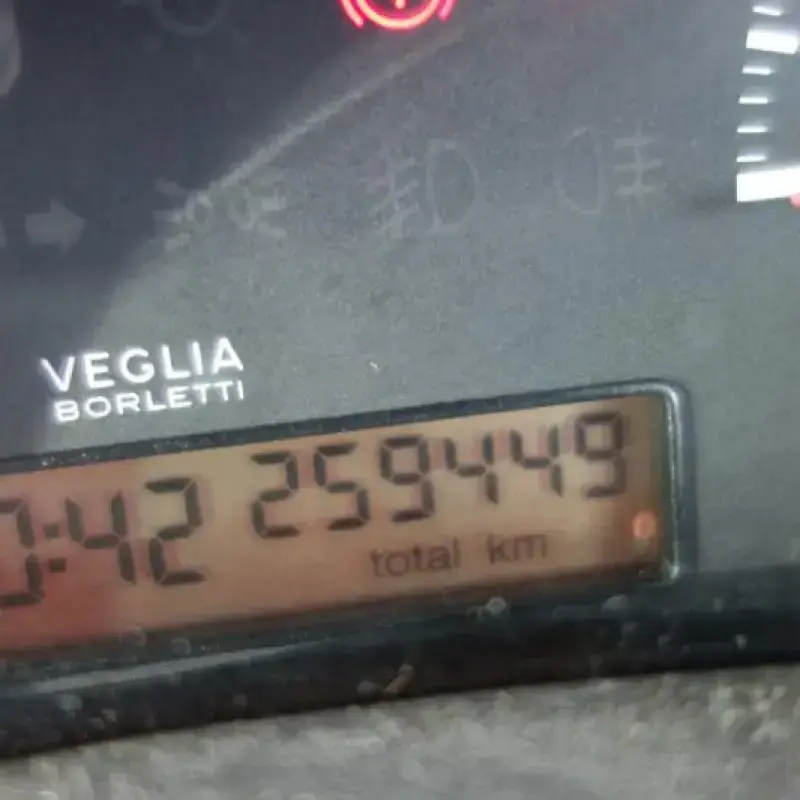 VEGLIA
BORLETTI
:42 259449
total km